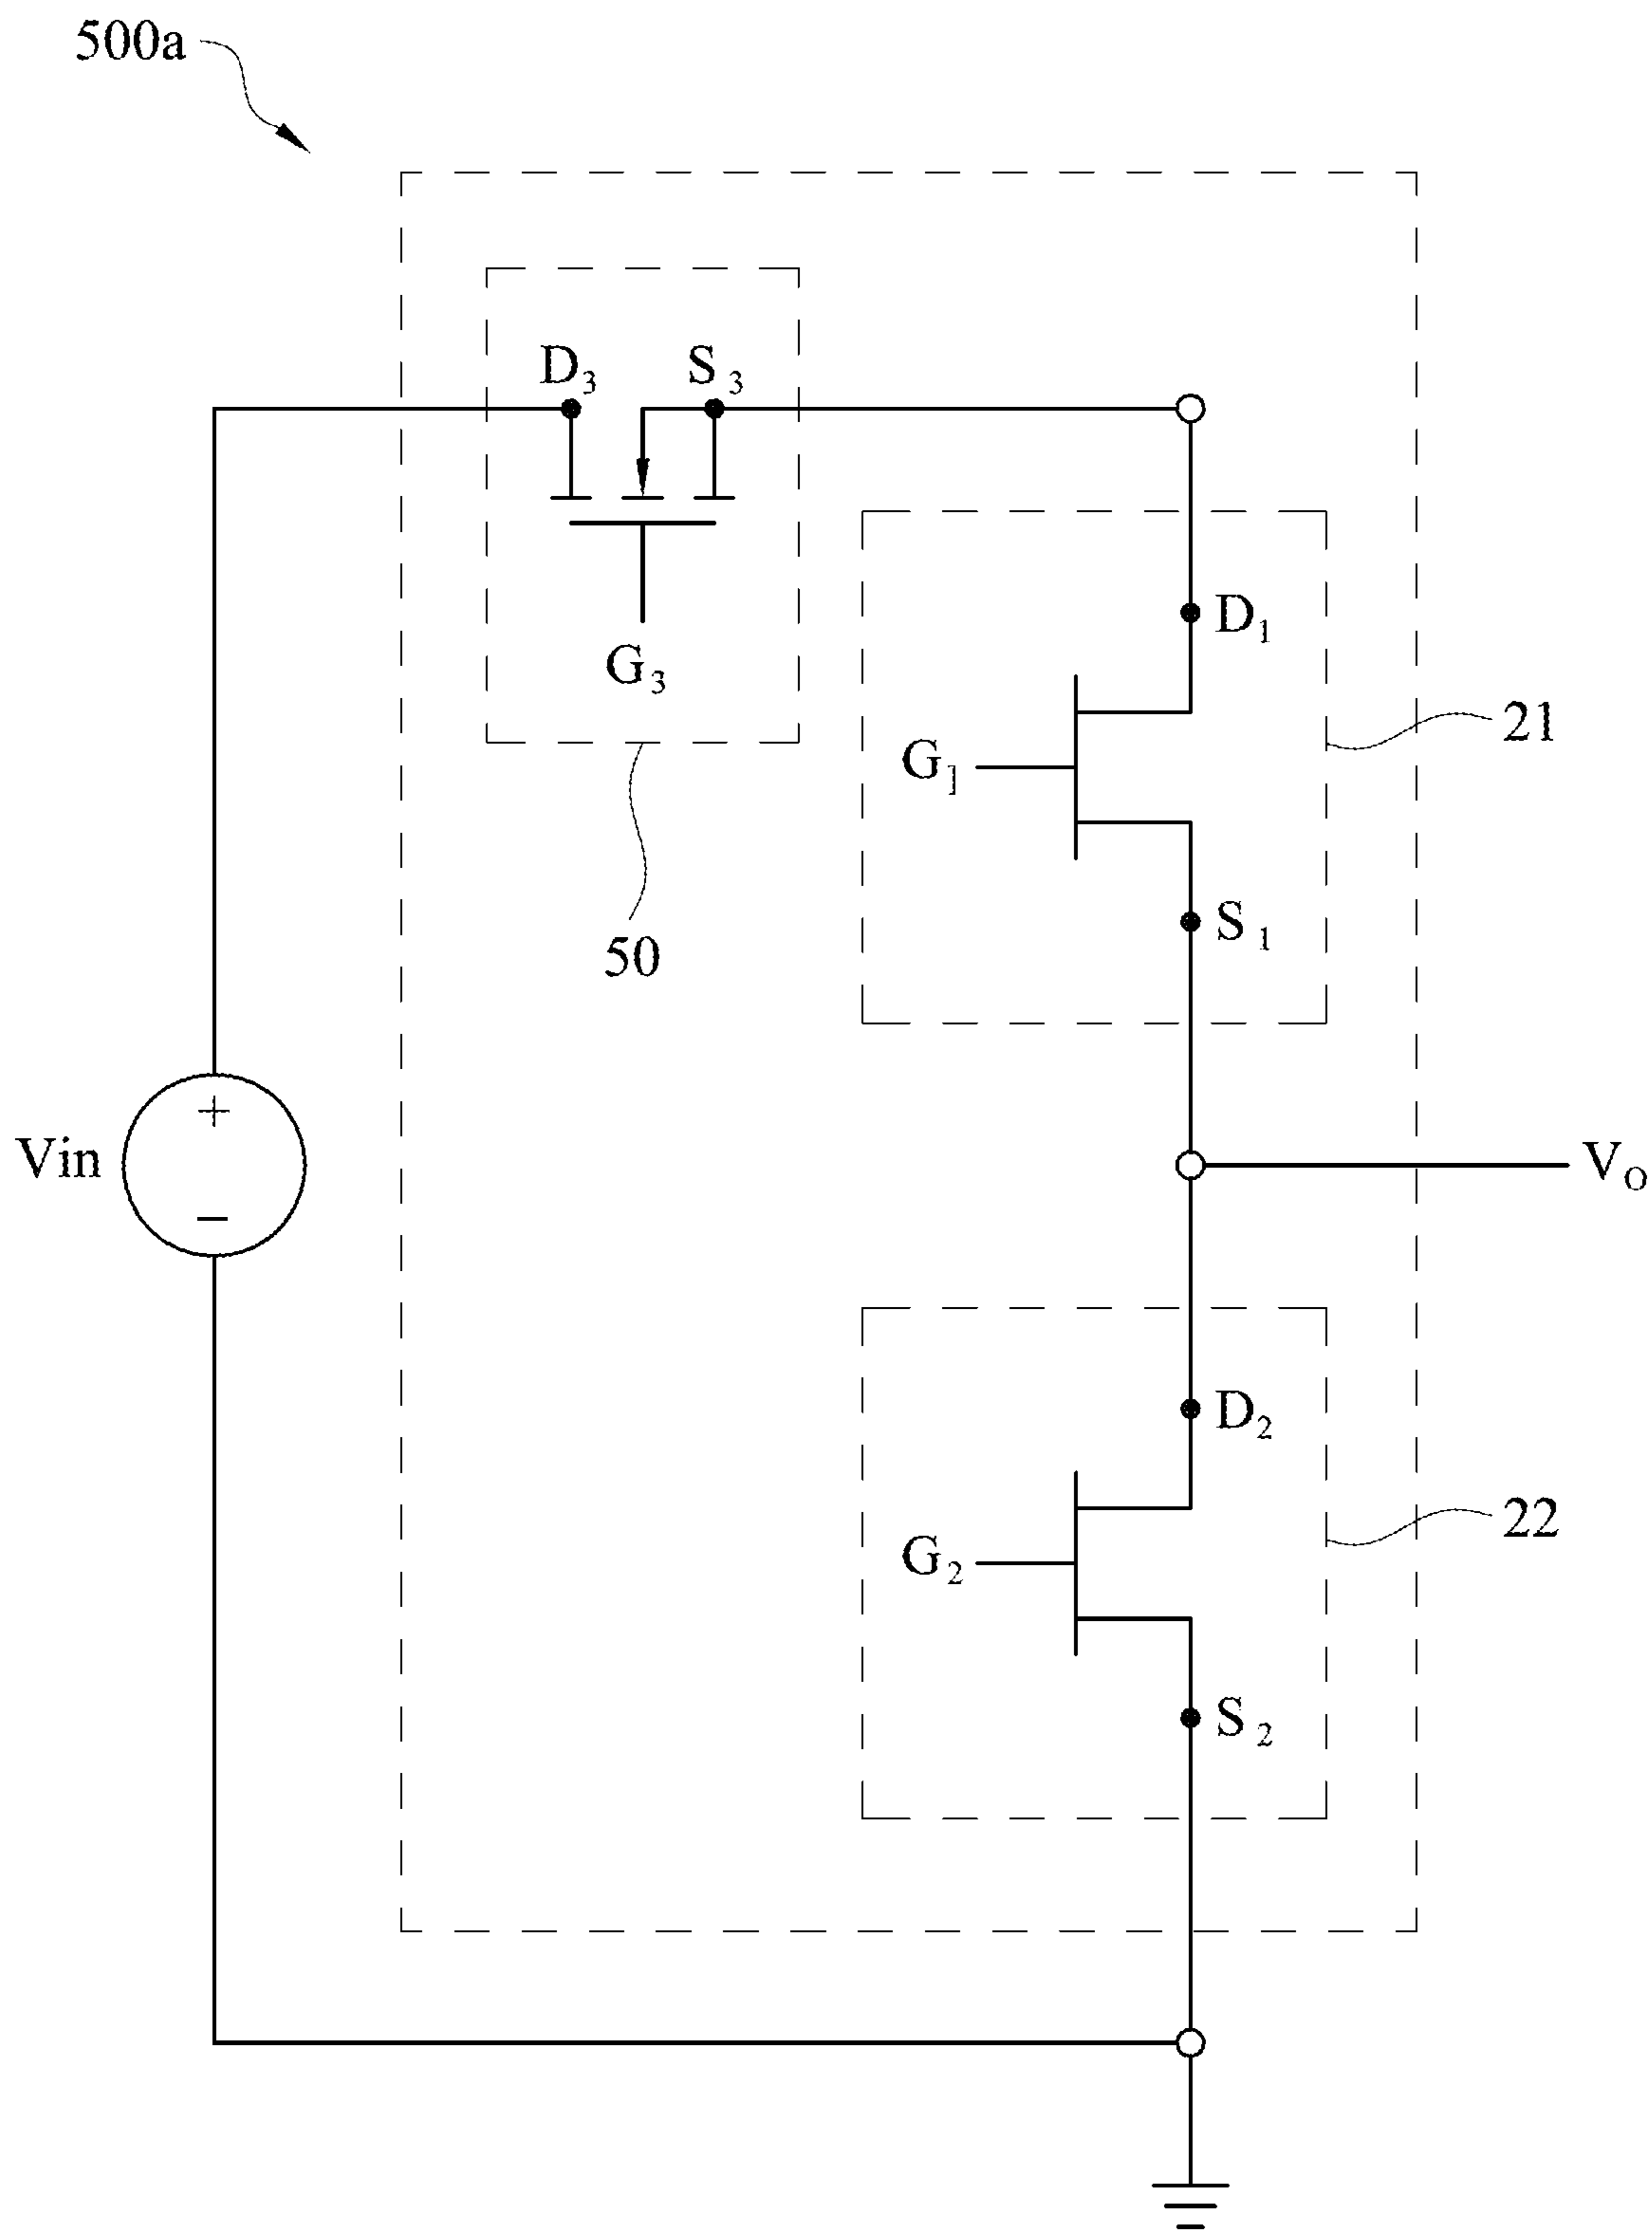 500a
D₃ S₃
G₃
D₁
21
G₁
S₁
50
+
Vin
Vₒ
−
D₂
22
G₂
S₂